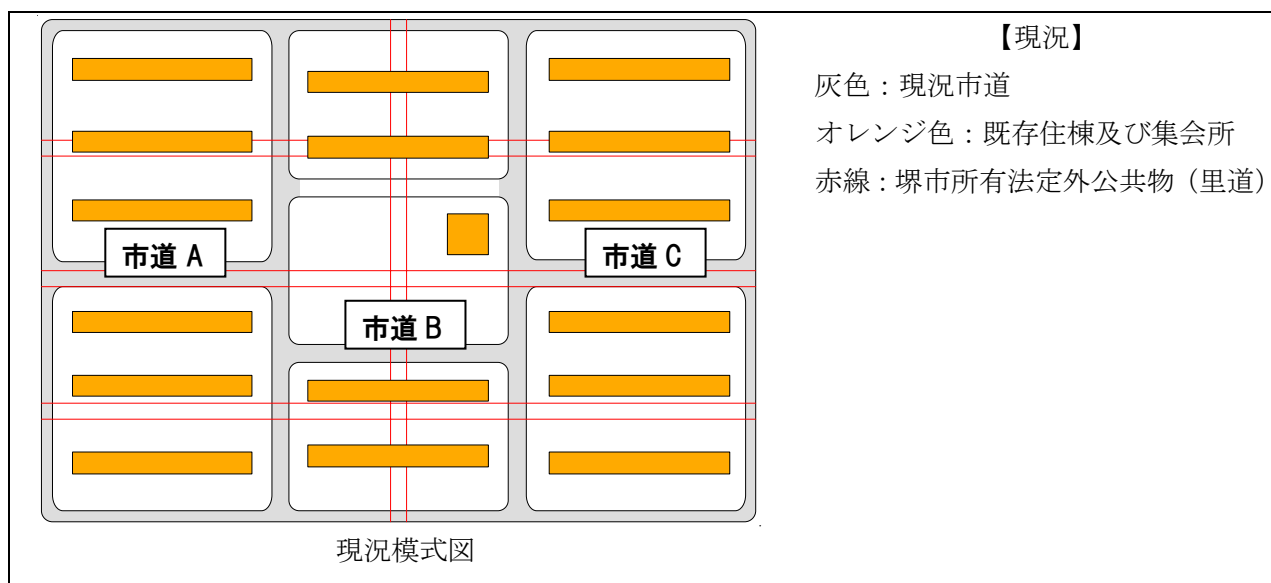 【現況】
灰色：現況市道
オレンジ色：既存住棟及び集会所
赤線：堺市所有法定外公共物（里道）
市道 A
市道 C
市道 B
現況模式図